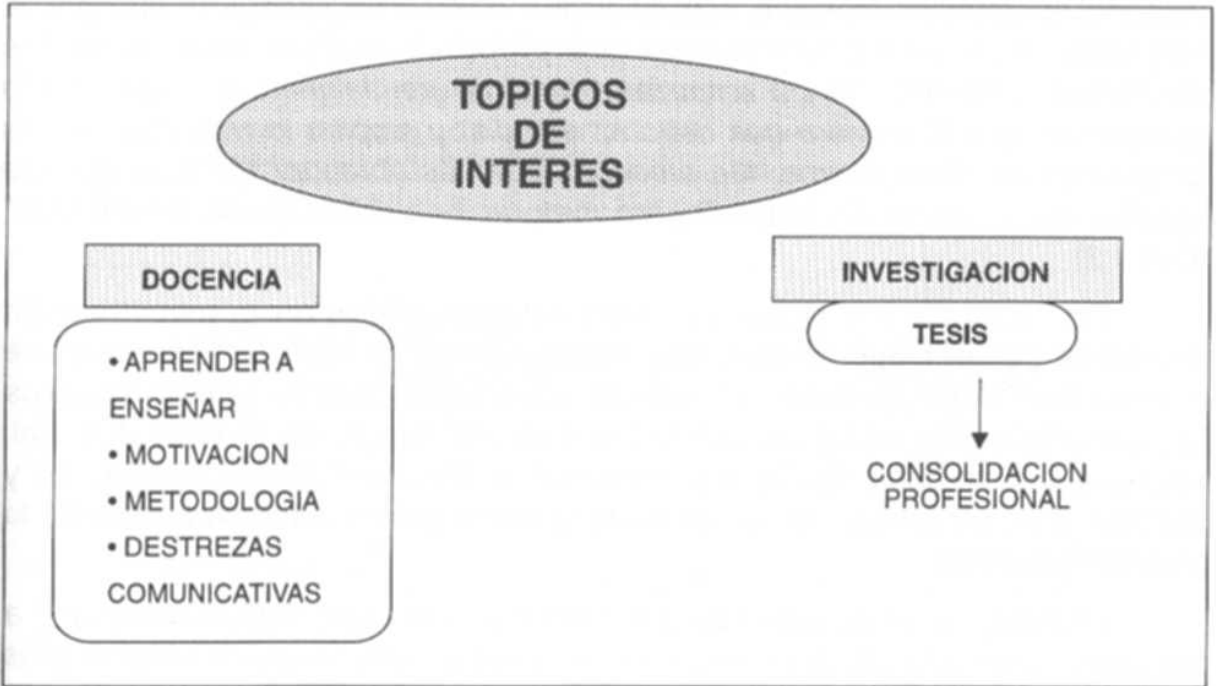 TOPICOS
DE
INTERES
DOCENCIA
• APRENDER A
ENSEÑAR
• MOTIVACION
• METODOLOGIA
• DESTREZAS
COMUNICATIVAS
INVESTIGACION
TESIS
CONSOLIDACION
PROFESIONAL